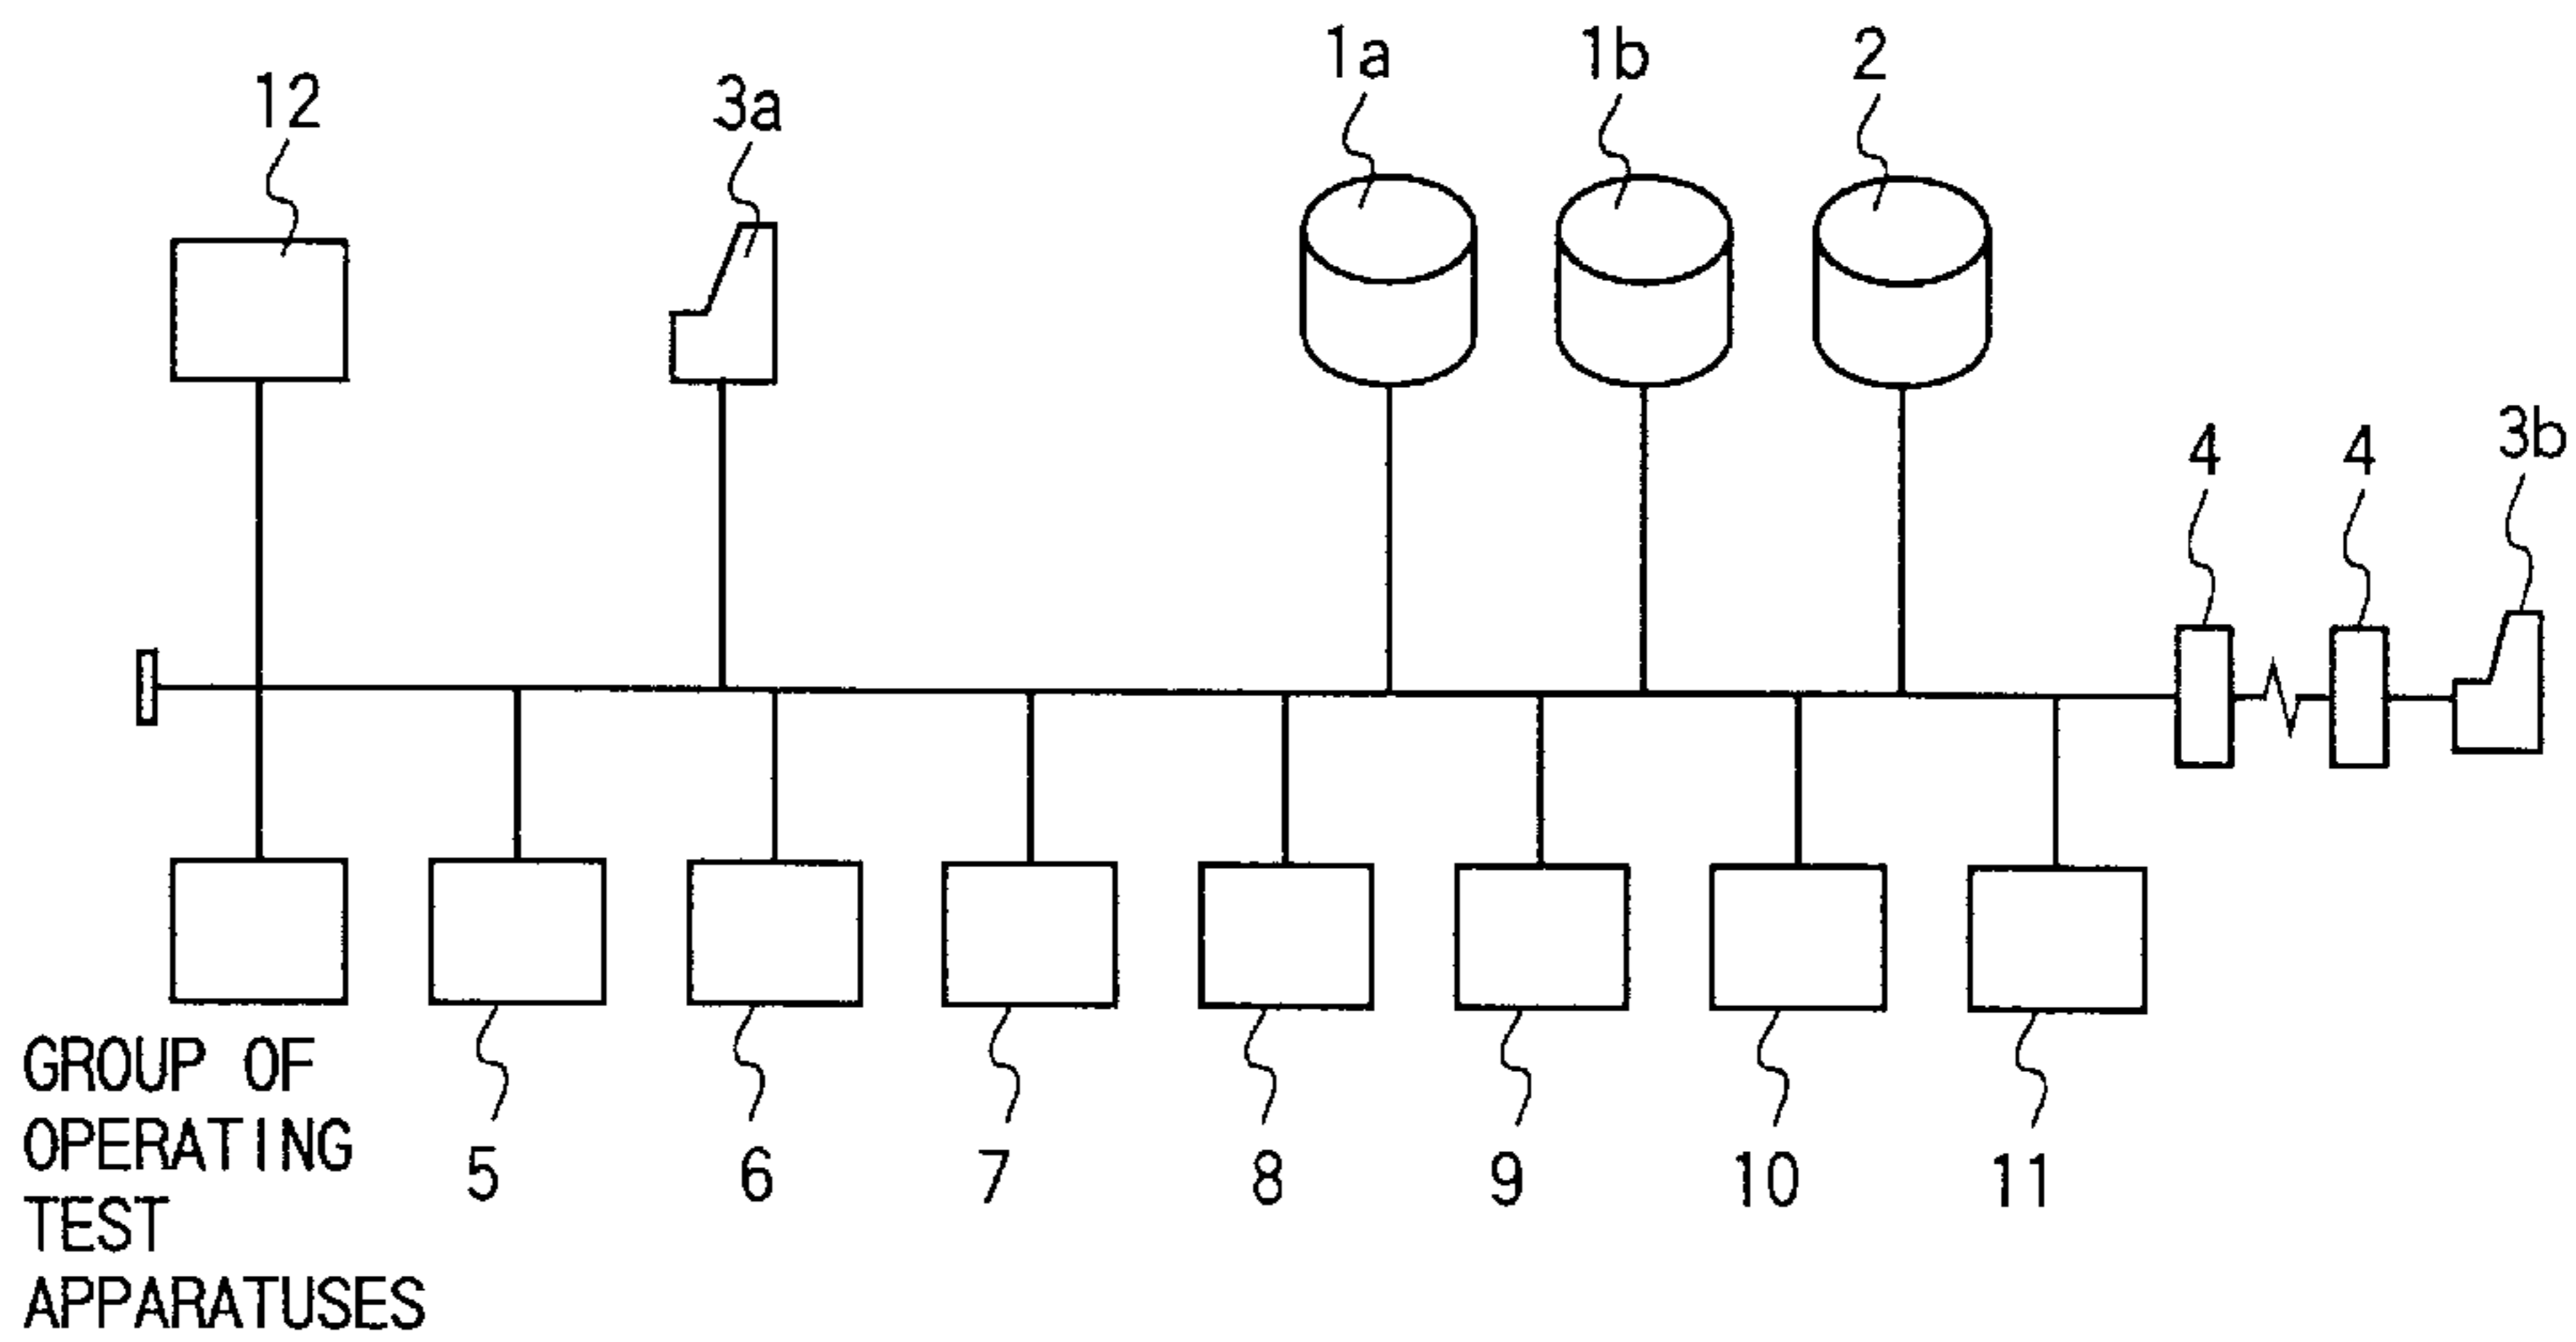 1a
1b
2
12
3a
3b
4
4
GROUP OF
OPERATING
TEST
APPARATUSES
5
6
7
8
9
10
11